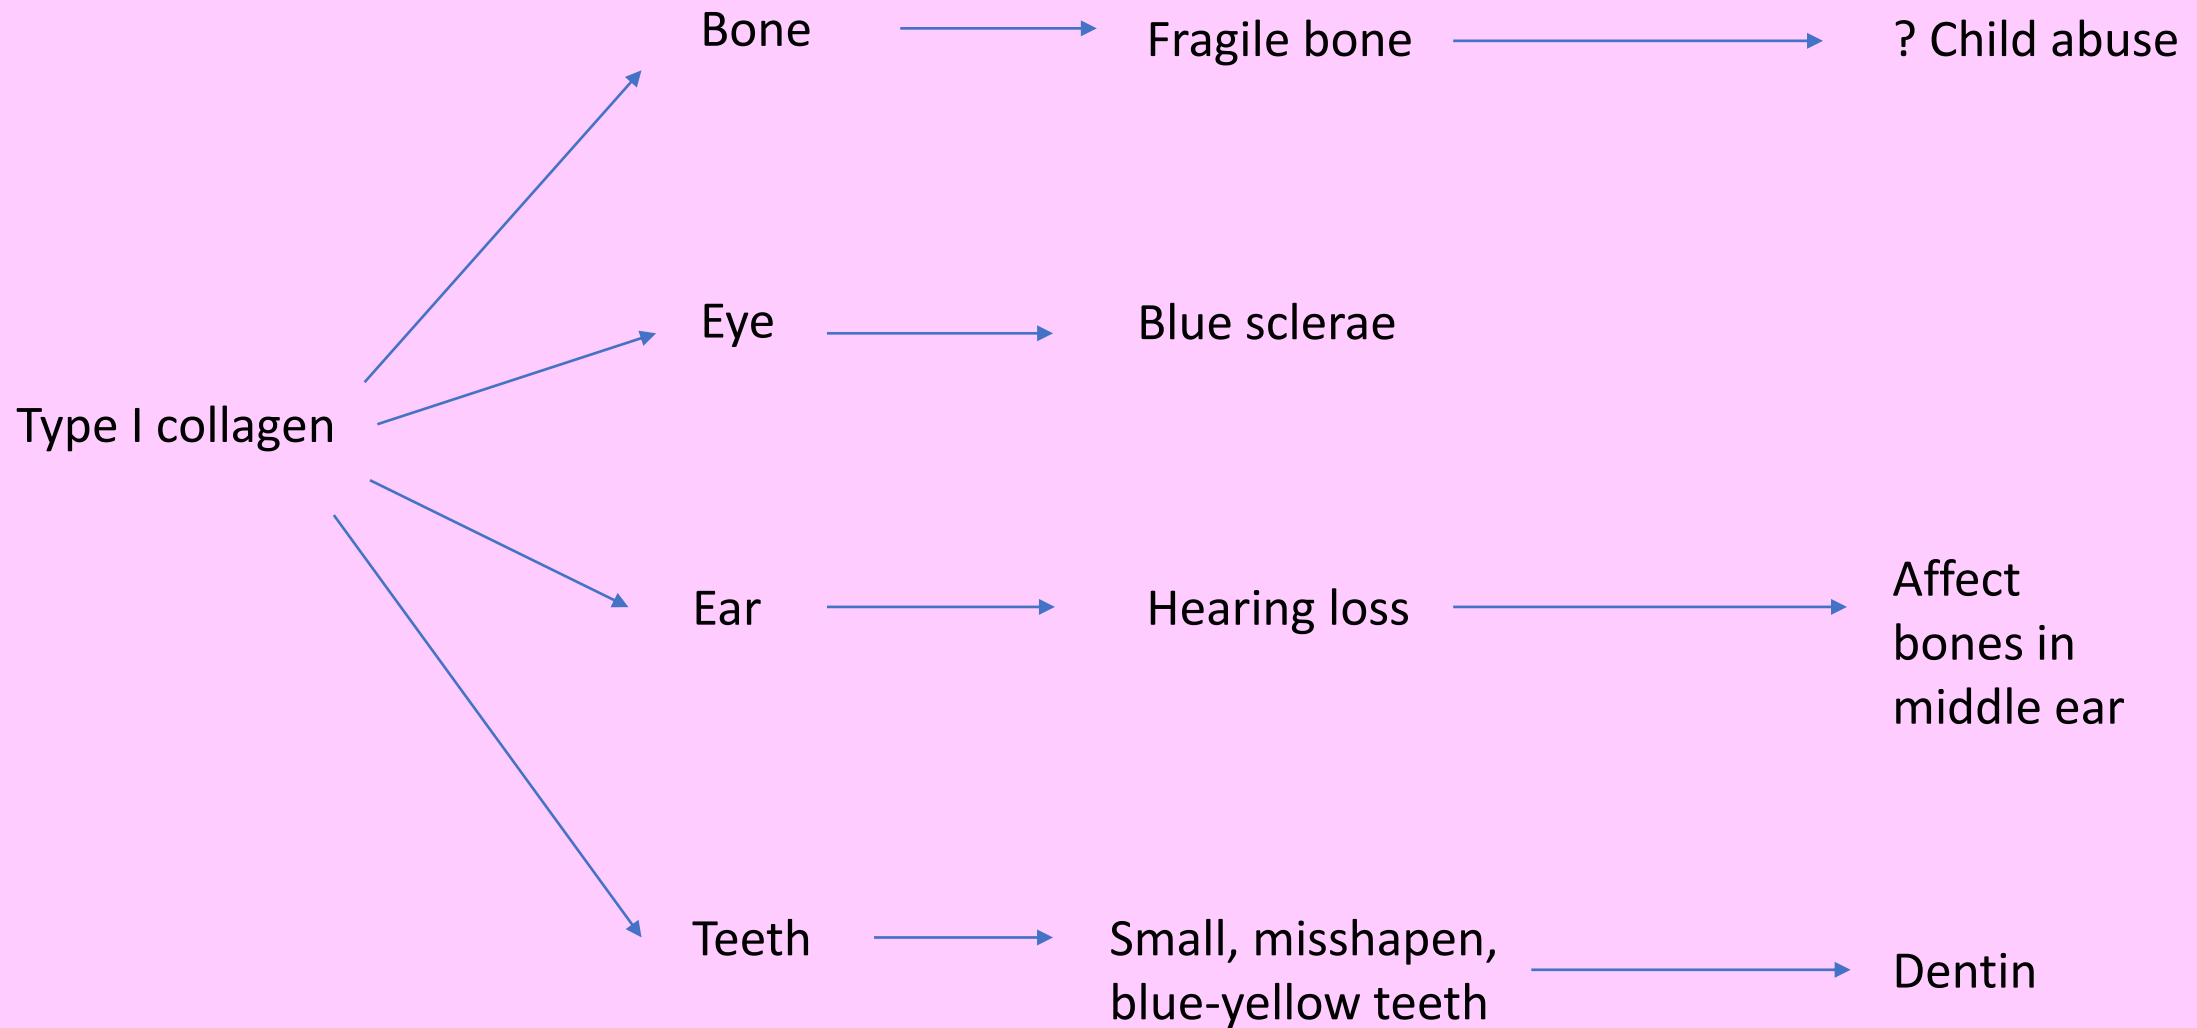 Bone
Fragile bone
? Child abuse
Eye
Blue sclerae
Type I collagen
Ear
Hearing loss
Affect
bones in
middle ear
Teeth
Small, misshapen,
blue-yellow teeth
Dentin